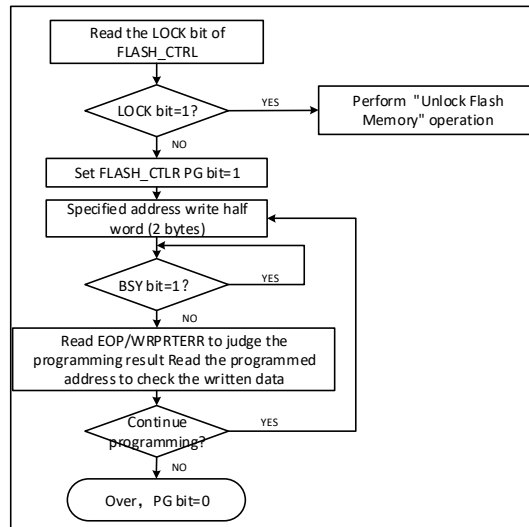 Read the LOCK bit of
FLASH_CTRL
LOCK bit=1?
YES
Perform "Unlock Flash
Memory" operation
NO
Set FLASH_CTLR PG bit=1
Specified address write half
word (2 bytes)
BSY bit=1?
YES
NO
Read EOP/WRPRTERR to judge the
programming result Read the programmed
address to check the written data
Continue
programming?
YES
NO
Over, PG bit=0